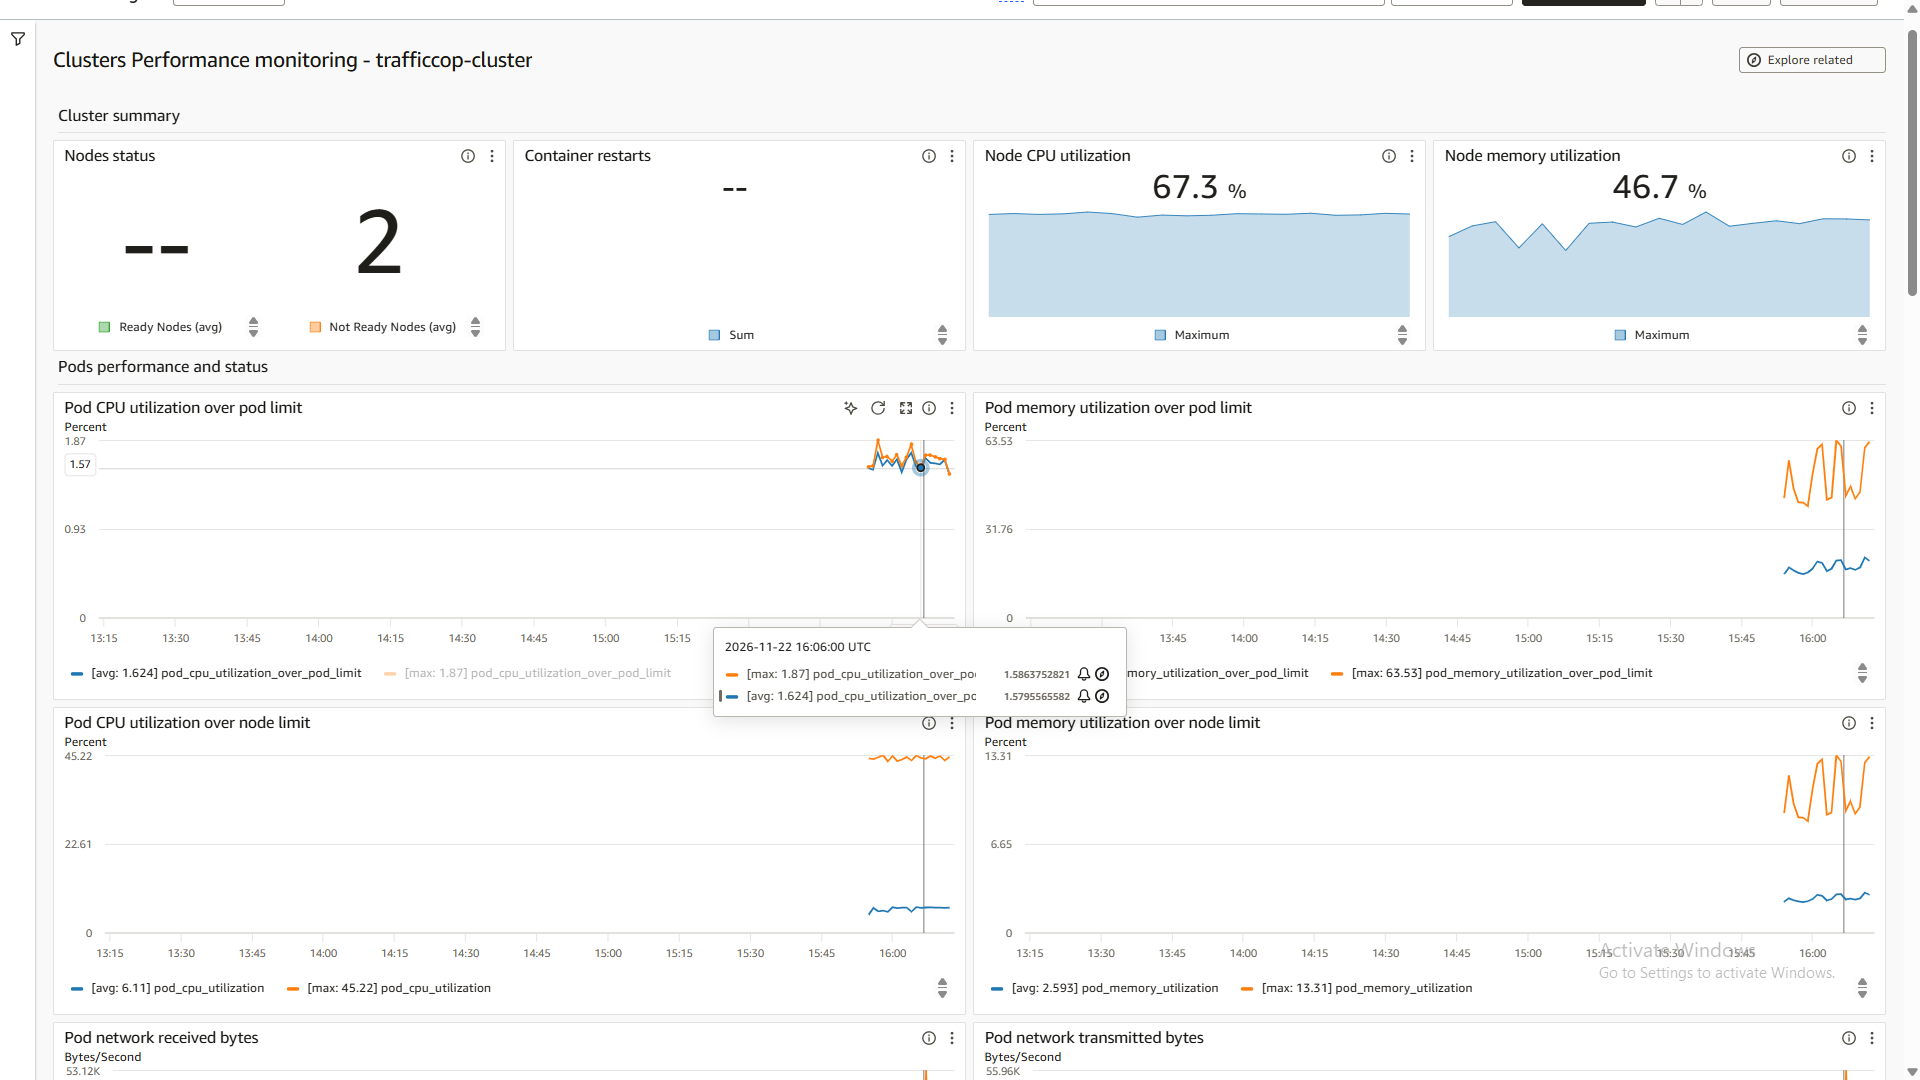 Clusters Performance monitoring - trafficcop-cluster
Explore related
Cluster summary
Nodes status
--
2
Ready Nodes (avg)
Not Ready Nodes (avg)
Container restarts
--
Sum
Node CPU utilization
67.3 %
Maximum
Node memory utilization
46.7 %
Maximum
Pods performance and status
Pod CPU utilization over pod limit
Percent
1.87
1.57
0.93
0
13:15 13:30 13:45 14:00 14:15 14:30 14:45 15:00 15:15
[avg: 1.624] pod_cpu_utilization_over_pod_limit [max: 1.87] pod_cpu_utilization_over_pod_limit
2026-11-22 16:06:00 UTC
[max: 1.87] pod_cpu_utilization_over_po 1.5863752821
[avg: 1.624] pod_cpu_utilization_over_po 1.5795565582
Pod memory utilization over pod limit
Percent
63.53
31.76
0
13:45 14:00 14:15 14:30 14:45 15:00 15:15 15:30 15:45 16:00
mory_utilization_over_pod_limit [max: 63.53] pod_memory_utilization_over_pod_limit
Pod CPU utilization over node limit
Percent
45.22
22.61
0
13:15 13:30 13:45 14:00 14:15 14:30 14:45 15:00 15:15 15:30 15:45 16:00
[avg: 6.11] pod_cpu_utilization [max: 45.22] pod_cpu_utilization
Pod memory utilization over node limit
Percent
13.31
6.65
0
13:15 13:30 13:45 14:00 14:15 14:30 14:45 15:00 15:15 15:30 15:45 16:00
[avg: 2.593] pod_memory_utilization [max: 13.31] pod_memory_utilization
Activate Windows
Go to Settings to activate Windows.
Pod network received bytes
Bytes/Second
53.12K
Pod network transmitted bytes
Bytes/Second
55.96K